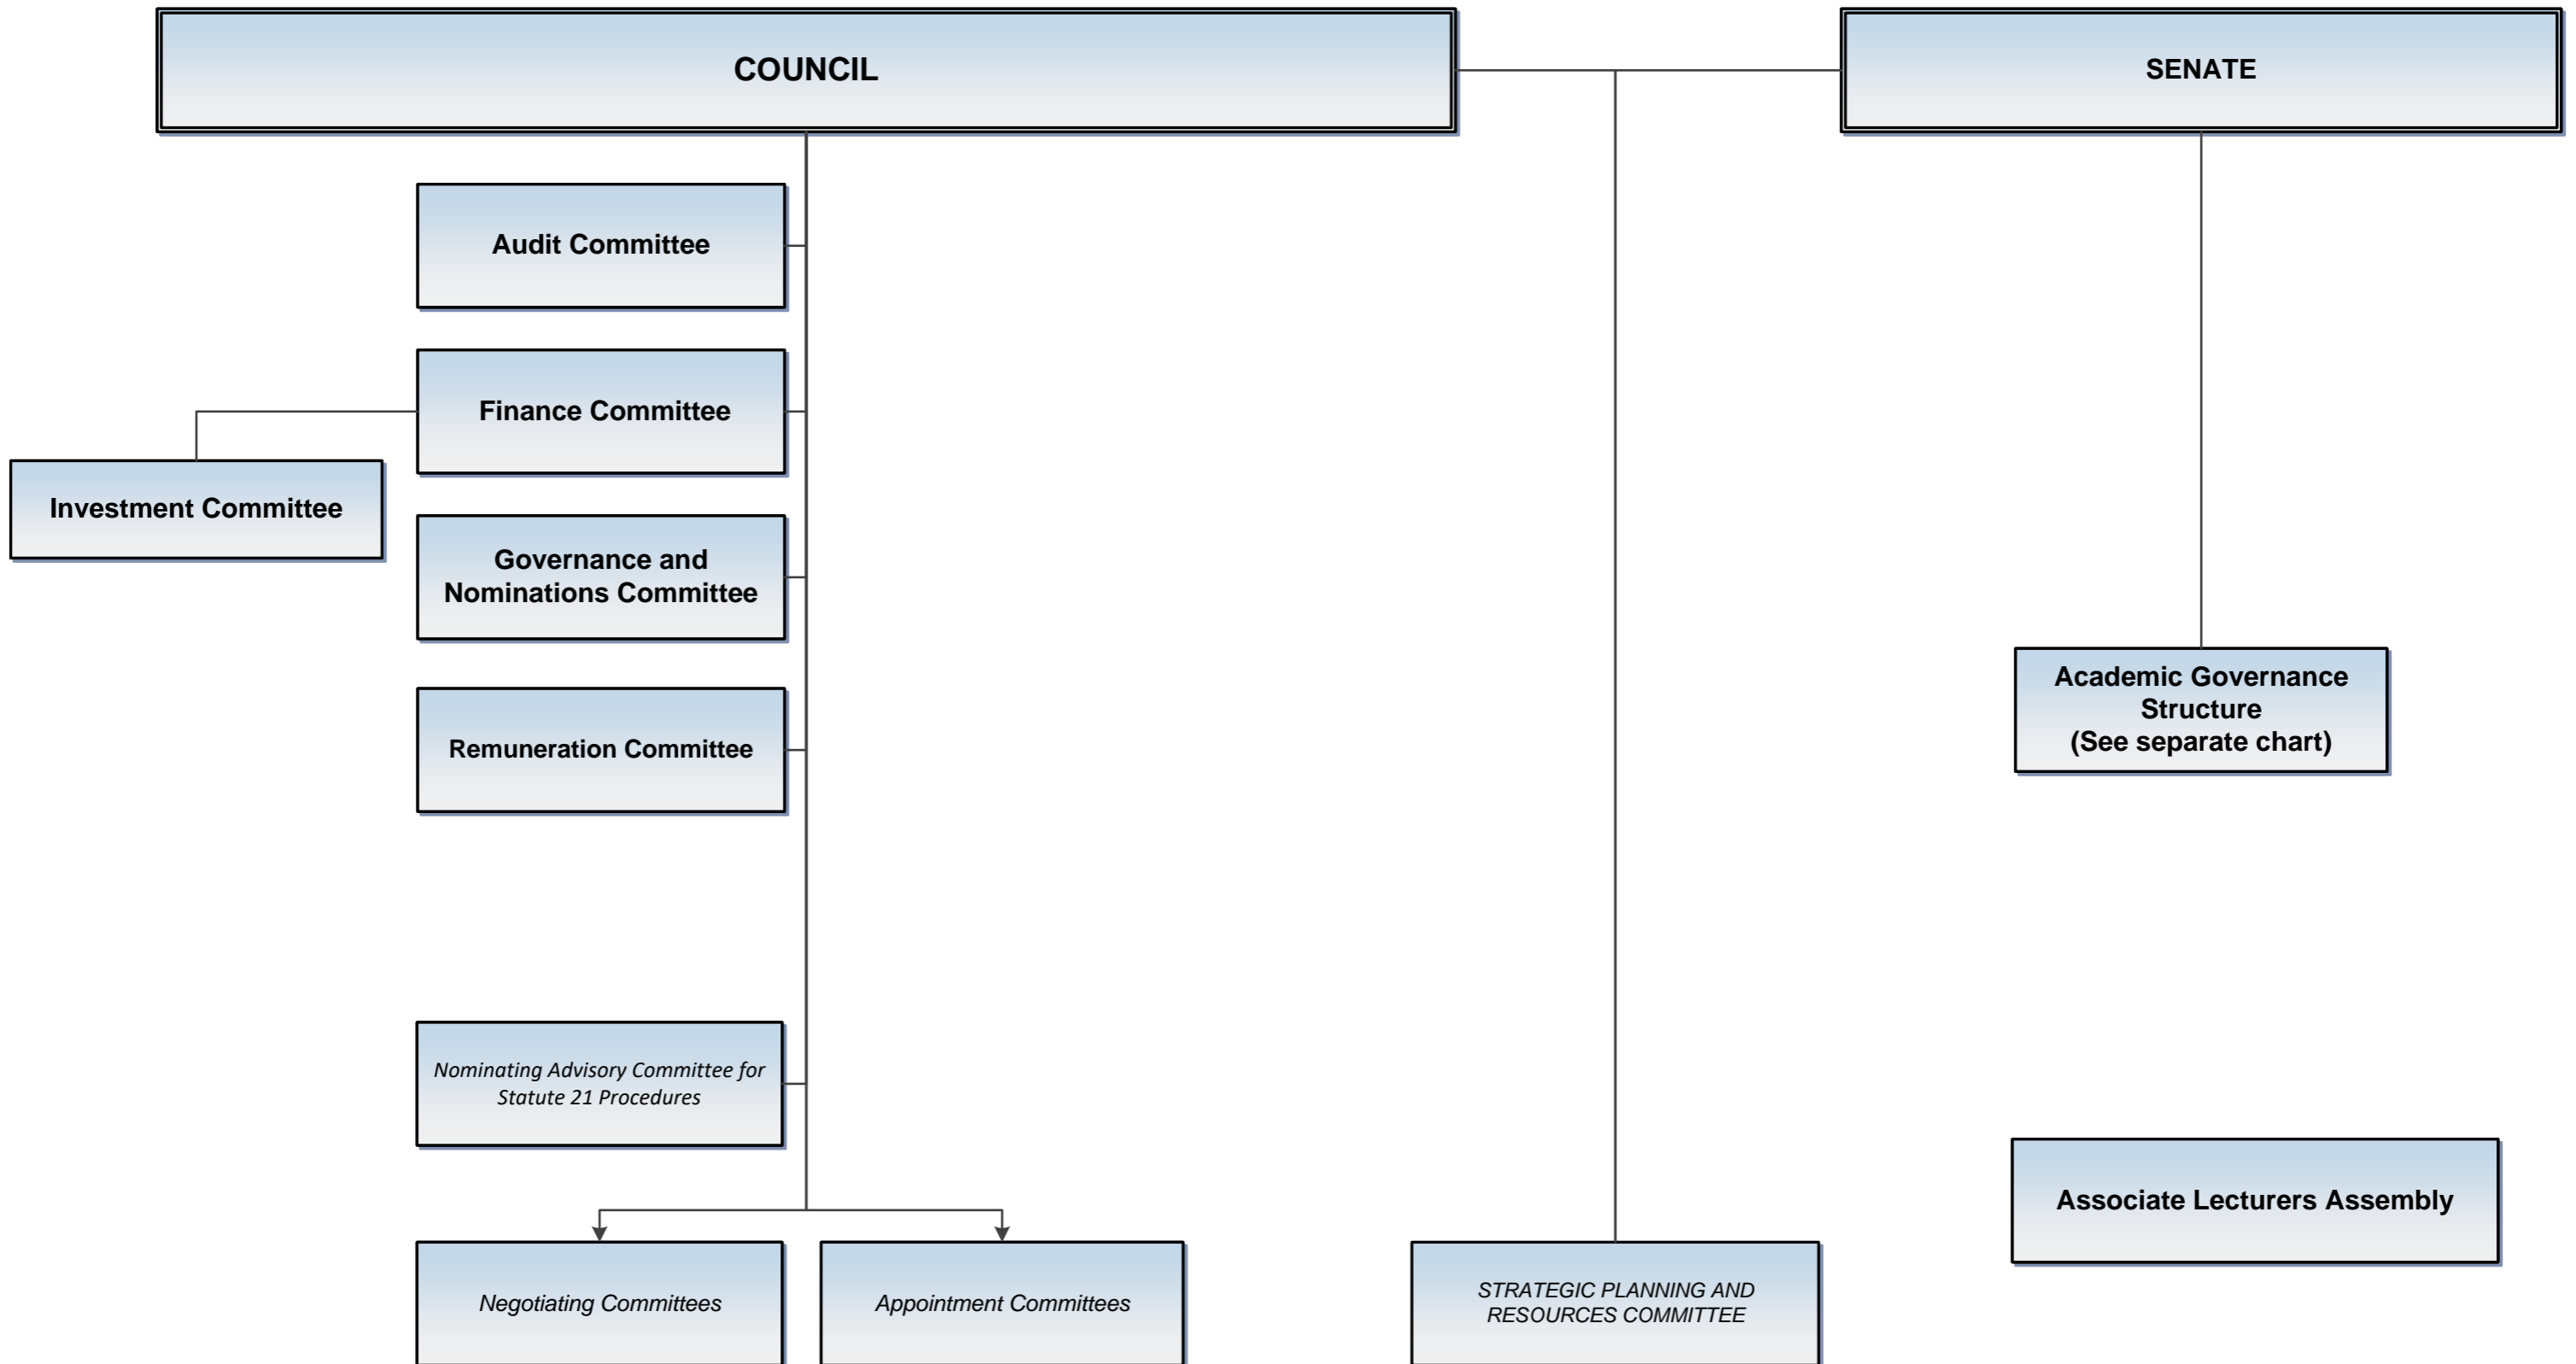 COUNCIL
SENATE
Audit Committee
Finance Committee
Investment Committee
Governance and
Nominations Committee
Academic Governance
Structure
(See separate chart)
Remuneration Committee
Nominating Advisory Committee for
Statute 21 Procedures
Associate Lecturers Assembly
Negotiating Committees
Appointment Committees
STRATEGIC PLANNING AND
RESOURCES COMMITTEE